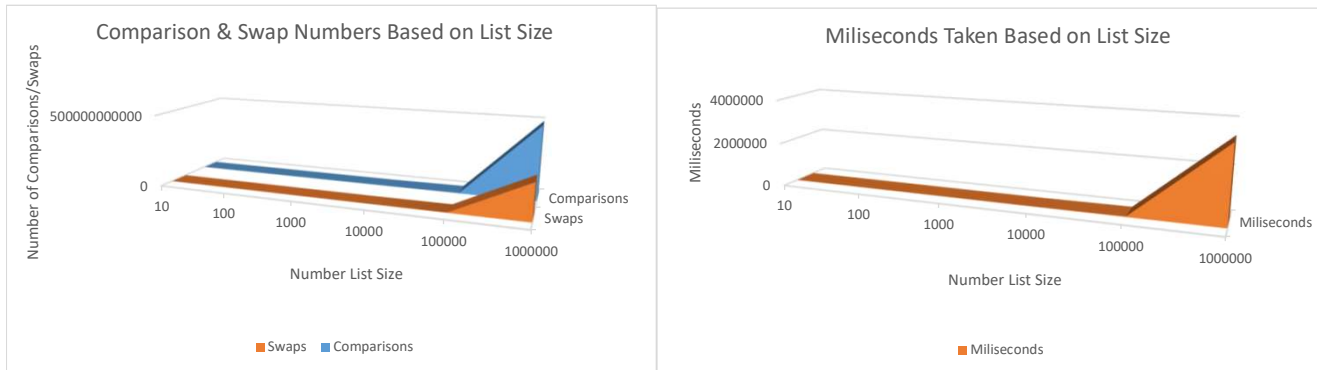 Comparison & Swap Numbers Based on List Size
Number of Comparisons/Swaps
500000000000
0
10
100
1000
10000
100000
1000000
Comparisons
Swaps
Number List Size
Swaps
Comparisons
Miliseconds Taken Based on List Size
Miliseconds
4000000
2000000
0
10
100
1000
10000
100000
1000000
Miliseconds
Number List Size
Miliseconds